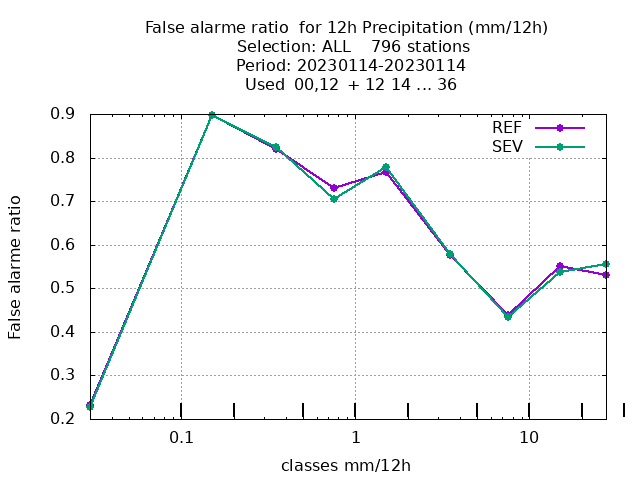 False alarme ratio  for 12h Precipitation (mm/12h)
Selection: ALL    796 stations
Period: 20230114-20230114
Used  00,12  + 12 14 ... 36
REF
SEV
0.9
0.8
0.7
0.6
0.5
0.4
0.3
0.2
False alarme ratio
0.1
1
10
classes mm/12h